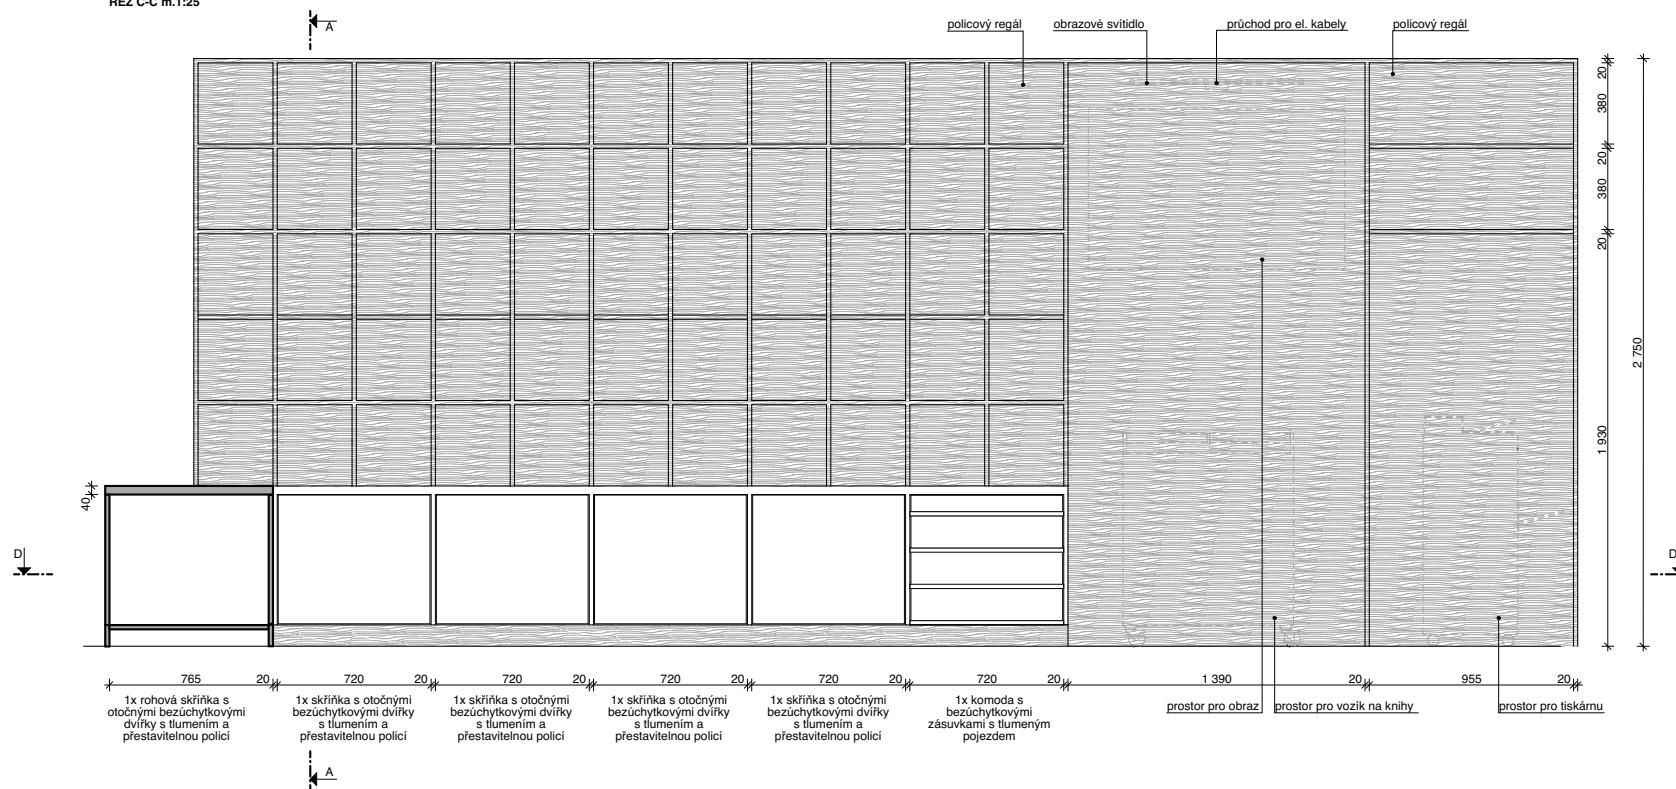 ŘEZ C-C m.1:25
A
policový regál
obrazové svítidlo
průchod pro el. kabely
policový regál
20
380
20
380
20
2 750
1 930
40
D
D
765
20
720
20
720
20
720
20
720
20
720
20
1 390
20
955
20
1x rohová skříňka s
otočnými bezúchytkovými
dvířky s tlumením a
přestavitelnou policí
1x skříňka s otočnými
bezúchytkovými dvířky
s tlumením a
přestavitelnou policí
1x skříňka s otočnými
bezúchytkovými dvířky
s tlumením a
přestavitelnou policí
1x skříňka s otočnými
bezúchytkovými dvířky
s tlumením a
přestavitelnou policí
1x skříňka s otočnými
bezúchytkovými dvířky
s tlumením a
přestavitelnou policí
1x komoda s
bezúchytkovými
zásuvkami s tlumeným
pojezdem
prostor pro obraz
prostor pro vozík na knihy
prostor pro tiskárnu
A